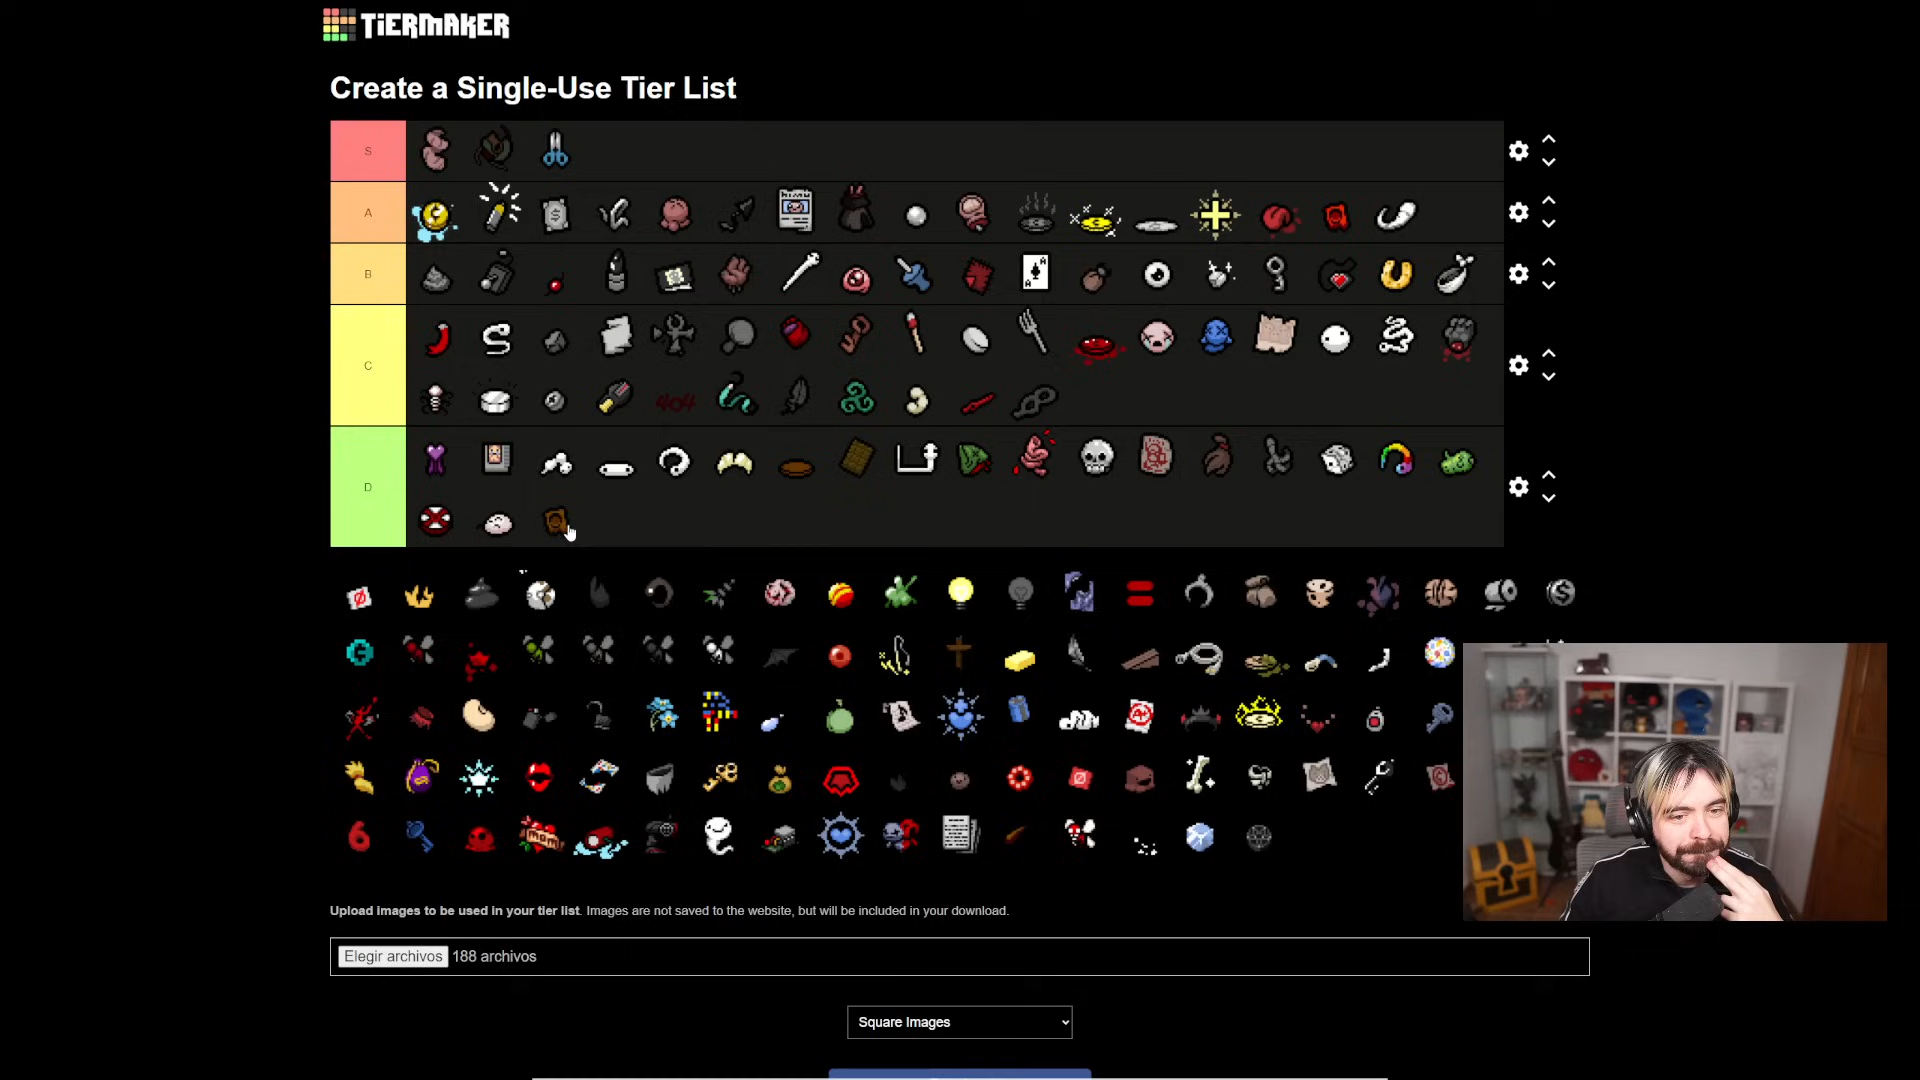 TIERMAKER
Create a Single-Use Tier List
S
A
B
C
404
D
Upload images to be used in your tier list. Images are not saved to the website, but will be included in your download.
Elegir archivos 188 archivos
Square Images